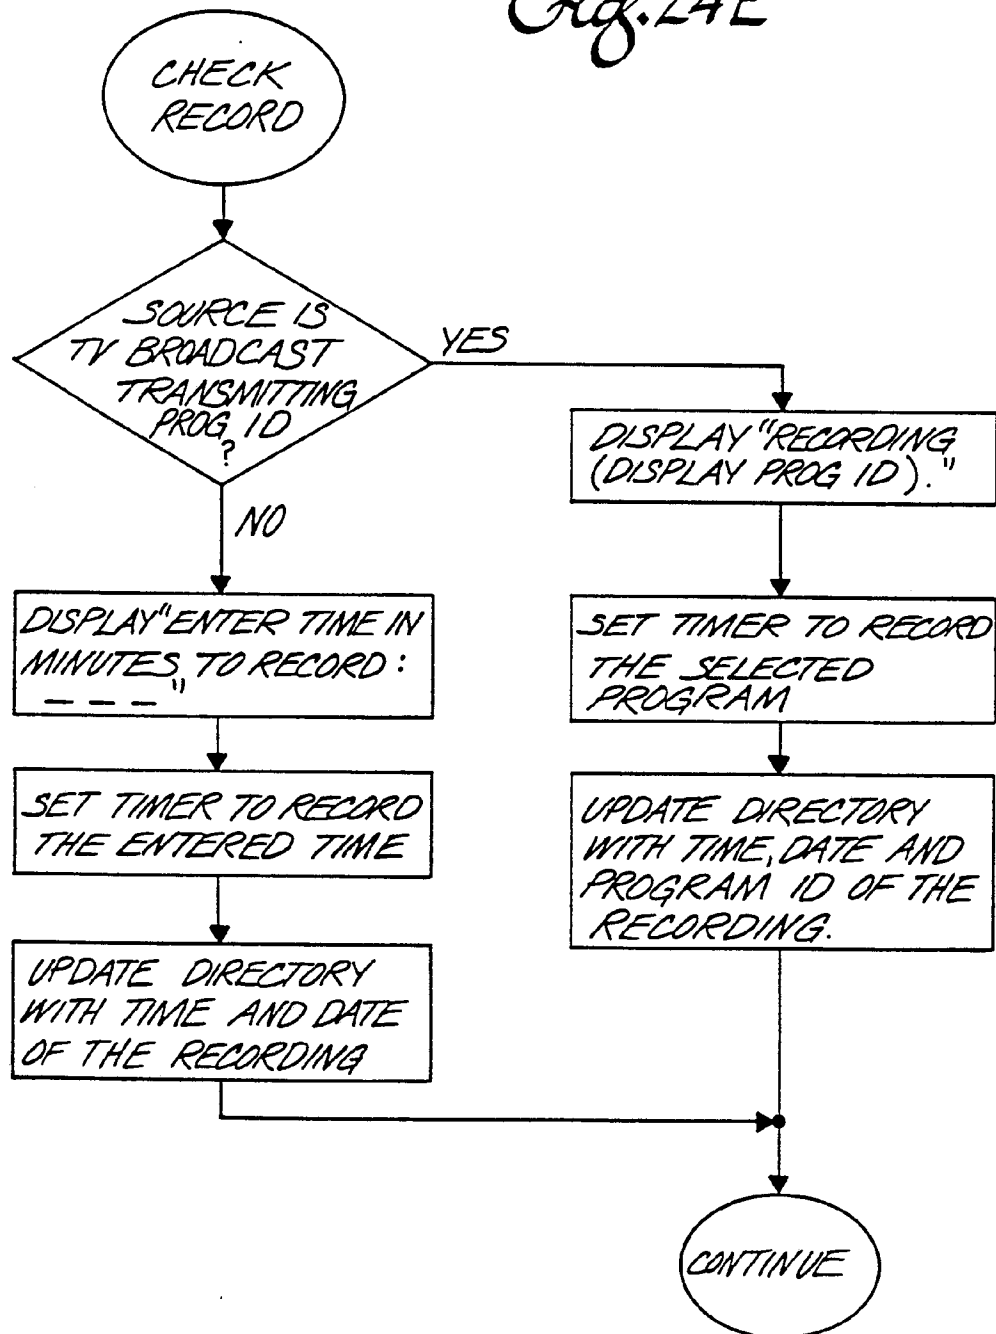 Fig. 24E
CHECK
RECORD
SOURCE IS
TV BROADCAST
TRANSMITTING
PROG ID
?
YES
NO
DISPLAY "RECORDING
(DISPLAY PROG ID)."
SET TIMER TO RECORD
THE SELECTED
PROGRAM
UPDATE DIRECTORY
WITH TIME, DATE AND
PROGRAM ID OF THE
RECORDING.
DISPLAY "ENTER TIME IN
MINUTES, TO RECORD:
_ _ _"
SET TIMER TO RECORD
THE ENTERED TIME
UPDATE DIRECTORY
WITH TIME AND DATE
OF THE RECORDING
CONTINUE